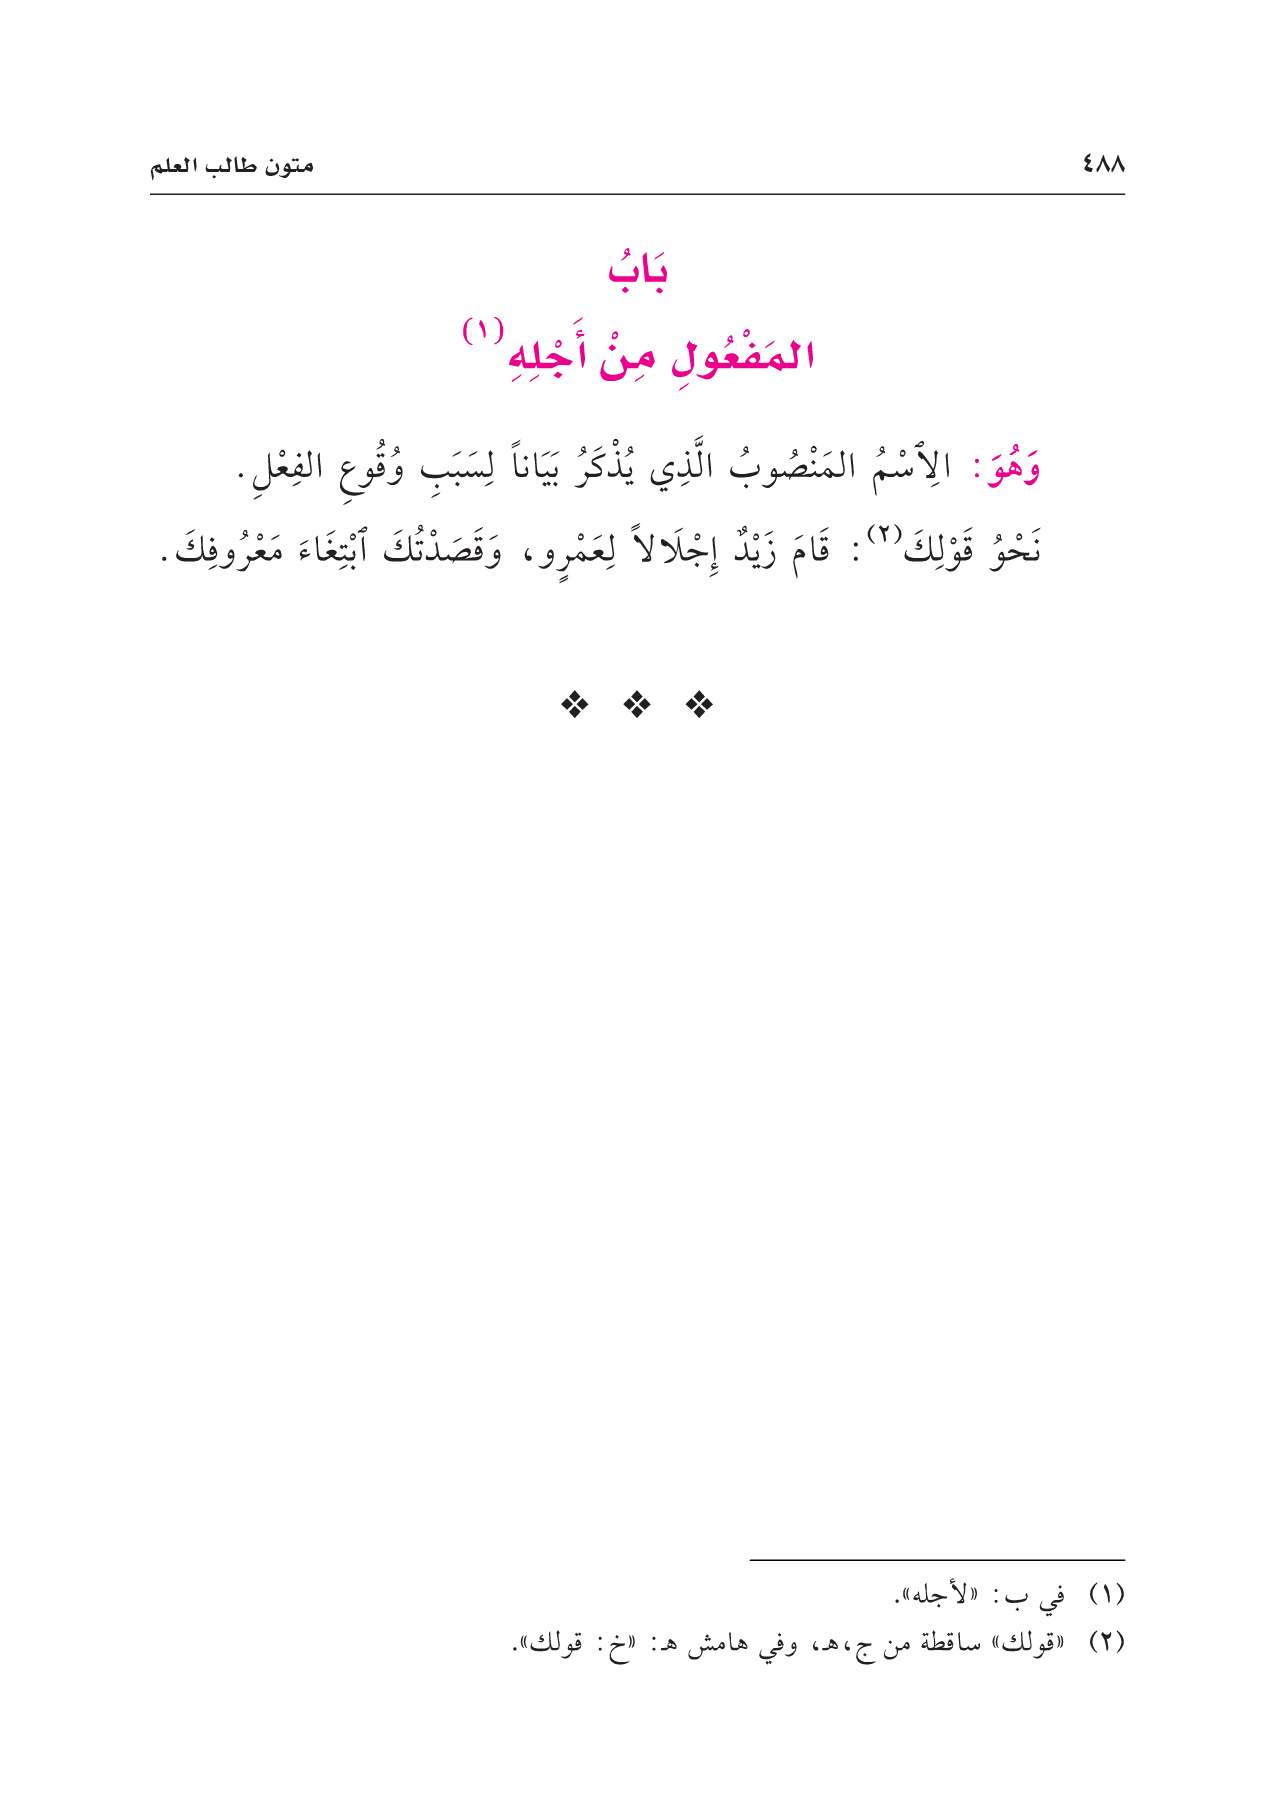 ٤٨٨ متون طالب العلم
بَابُ
المَفْعُولِ مِنْ أَجْلِهِ(١)
وَهُوَ: الِٱسْمُ المَنْصُوبُ الَّذِي يُذْكَرُ بَيَاناً لِسَبَبِ وُقُوعِ الفِعْلِ.
نَحْوُ قَوْلِكَ(٢): قَامَ زَيْدٌ إِجْلَالاً لِعَمْرٍو، وَقَصَدْتُكَ ٱبْتِغَاءَ مَعْرُوفِكَ.
(١) في ب: «لأجله».
(٢) «قولك» ساقطة من ج،هـ، وفي هامش هـ: «خ: قولك».